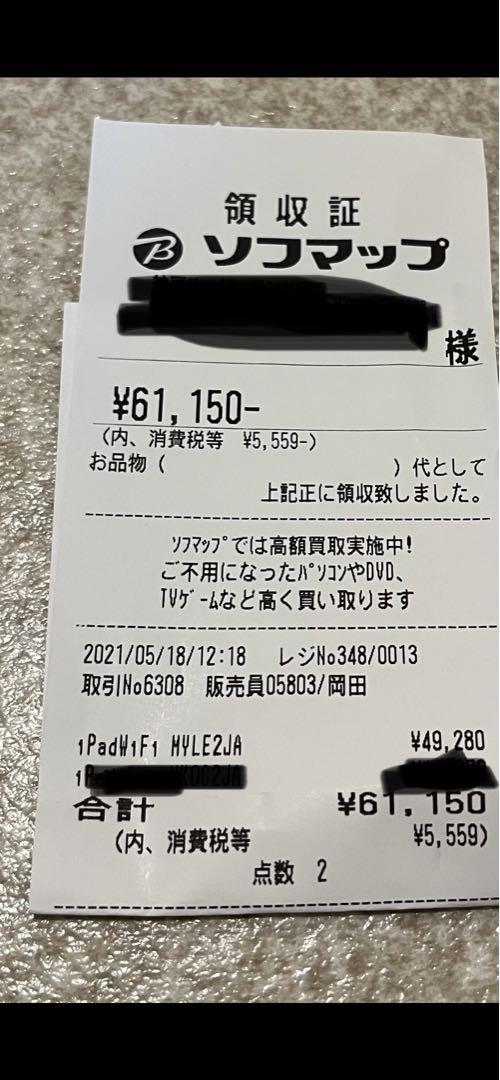 領収証
ソフマップ
様
¥61,150-
(内、消費税等 ¥5,559-)
お品物( )代として
上記正に領収致しました。
ｿﾌﾏｯﾌﾟでは高額買取実施中!
ご不用になったﾊﾟｿｺﾝやDVD、
TVｹﾞｰﾑなど高く買い取ります
2021/05/18/12:18 レジNo348/0013
取引No6308 販売員05803/岡田
iPadWiFi MYLE2JA ¥49,280
合計 ¥61,150
(内、消費税等 ¥5,559)
点数 2